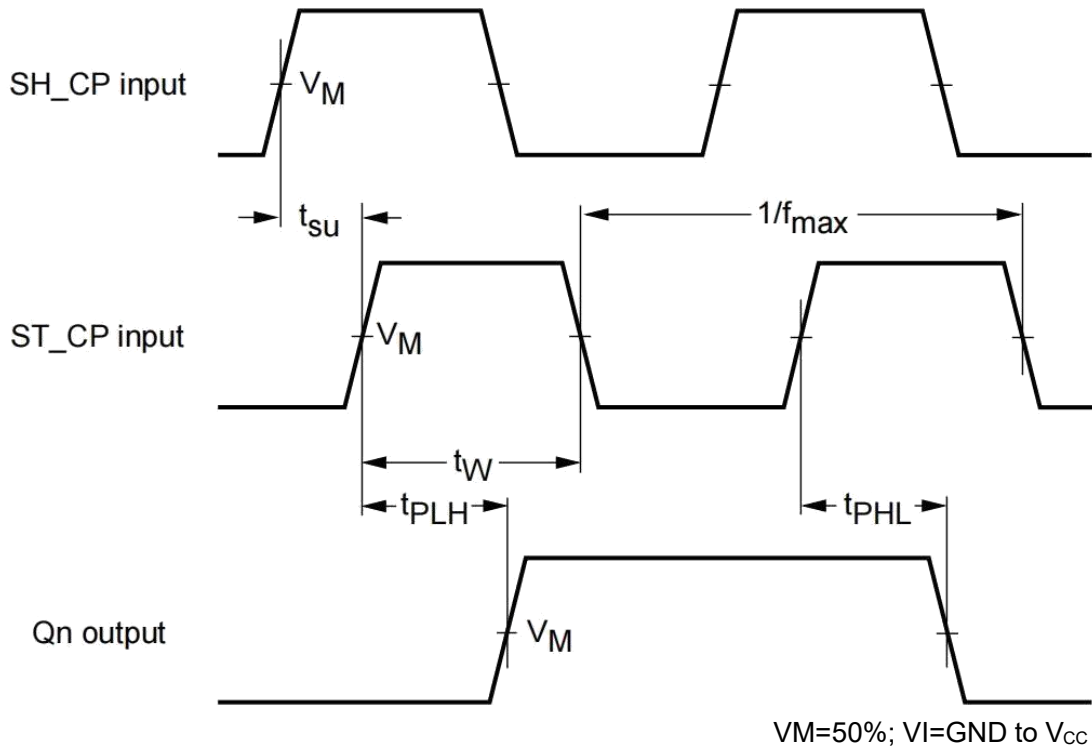 SH_CP input
VM
tsu
1/fmax
ST_CP input
VM
tW
tPLH
tPHL
Qn output
VM
VM=50%; VI=GND to VCC